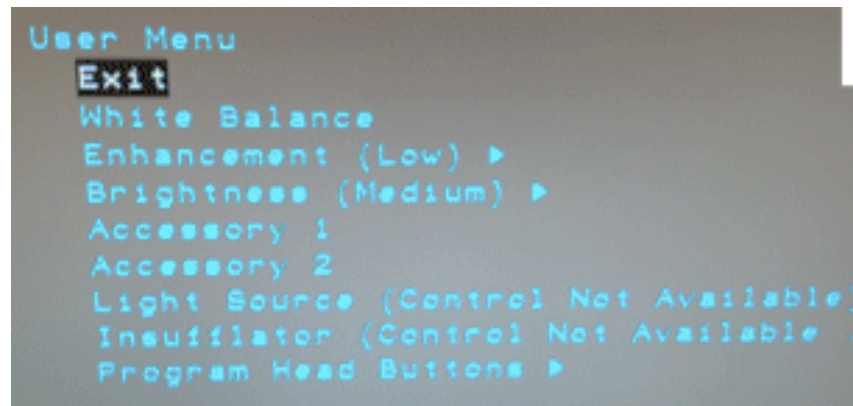 User Menu
Exit
White Balance
Enhancement (Low) ▶
Brightness (Medium) ▶
Accessory 1
Accessory 2
Light Source (Control Not Available)
Insufflator (Control Not Available
Program Head Buttons ▶